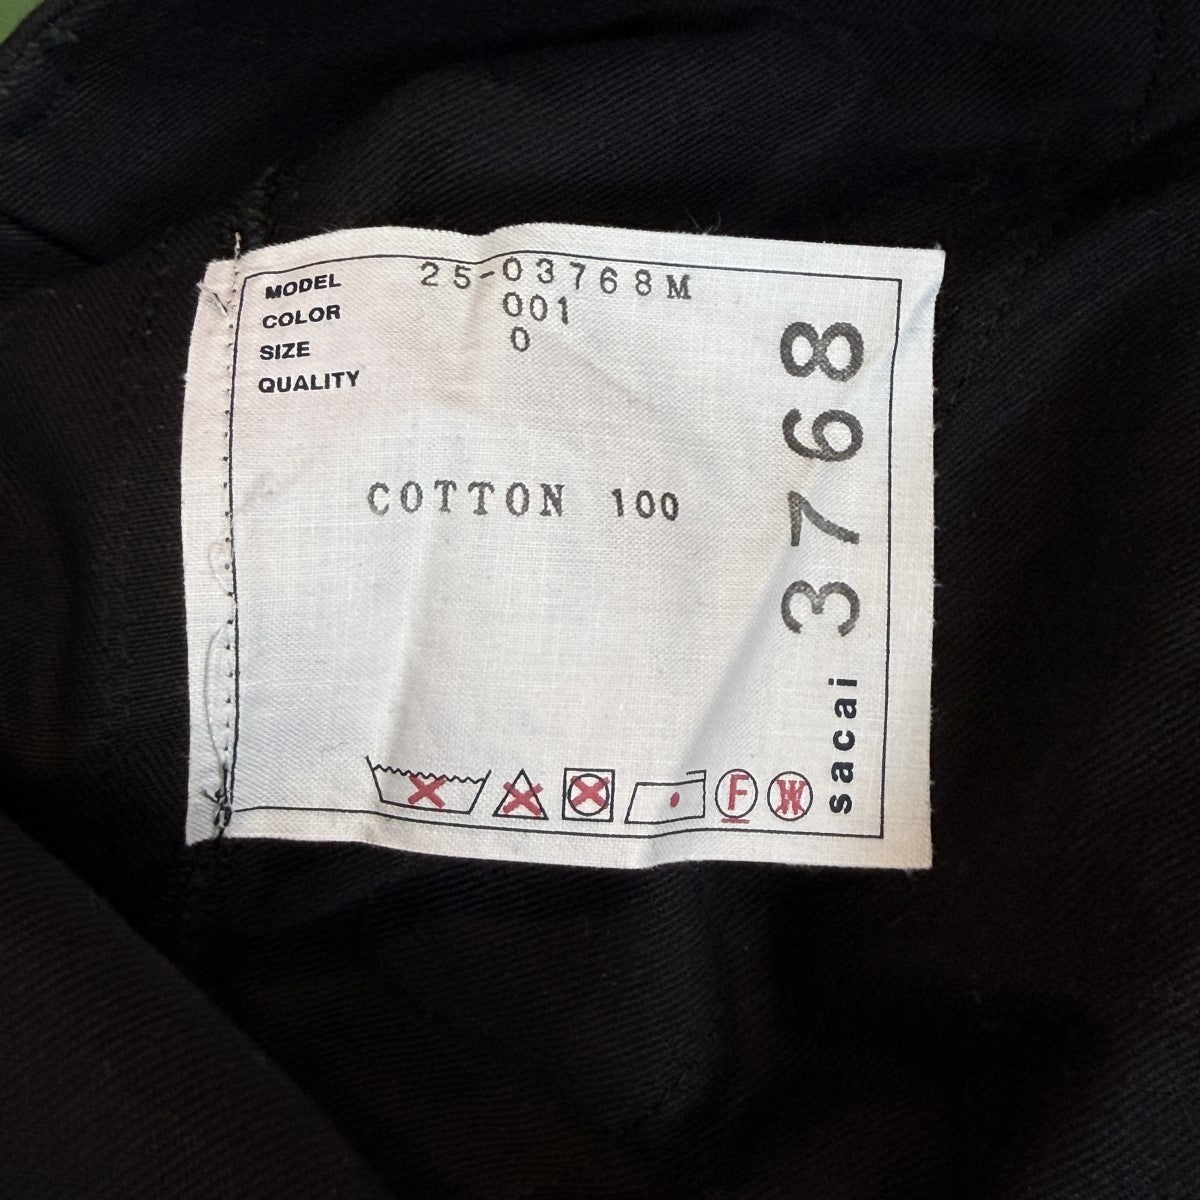 MODEL 25-03768M
COLOR 001
SIZE 0
QUALITY
COTTON 100
sacai 3768
F
W